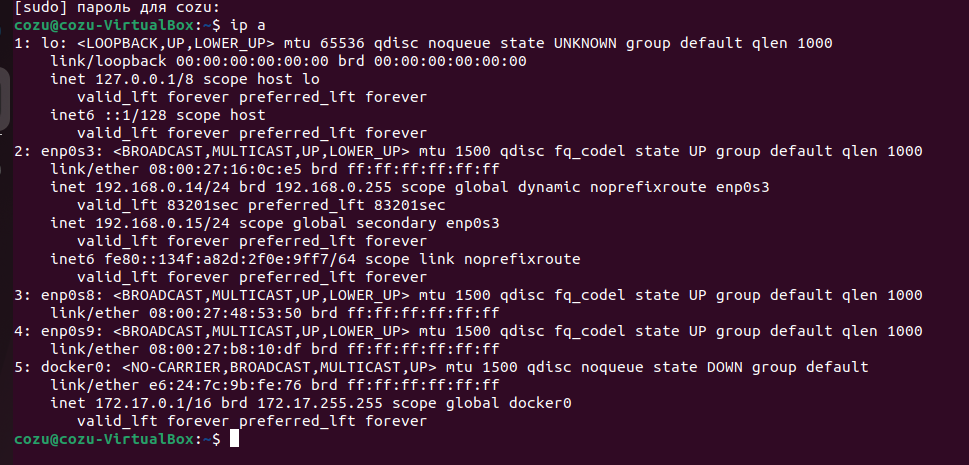 [sudo] пароль для cozu:
cozu@cozu-VirtualBox:~$ ip a
1: lo: <LOOPBACK,UP,LOWER_UP> mtu 65536 qdisc noqueue state UNKNOWN group default qlen 1000
    link/loopback 00:00:00:00:00:00 brd 00:00:00:00:00:00
    inet 127.0.0.1/8 scope host lo
       valid_lft forever preferred_lft forever
    inet6 ::1/128 scope host
       valid_lft forever preferred_lft forever
2: enp0s3: <BROADCAST,MULTICAST,UP,LOWER_UP> mtu 1500 qdisc fq_codel state UP group default qlen 1000
    link/ether 08:00:27:16:0c:e5 brd ff:ff:ff:ff:ff:ff
    inet 192.168.0.14/24 brd 192.168.0.255 scope global dynamic noprefixroute enp0s3
       valid_lft 83201sec preferred_lft 83201sec
    inet 192.168.0.15/24 scope global secondary enp0s3
       valid_lft forever preferred_lft forever
    inet6 fe80::134f:a82d:2f0e:9ff7/64 scope link noprefixroute
       valid_lft forever preferred_lft forever
3: enp0s8: <BROADCAST,MULTICAST,UP,LOWER_UP> mtu 1500 qdisc fq_codel state UP group default qlen 1000
    link/ether 08:00:27:48:53:50 brd ff:ff:ff:ff:ff:ff
4: enp0s9: <BROADCAST,MULTICAST,UP,LOWER_UP> mtu 1500 qdisc fq_codel state UP group default qlen 1000
    link/ether 08:00:27:b8:10:df brd ff:ff:ff:ff:ff:ff
5: docker0: <NO-CARRIER,BROADCAST,MULTICAST,UP> mtu 1500 qdisc noqueue state DOWN group default
    link/ether e6:24:7c:9b:fe:76 brd ff:ff:ff:ff:ff:ff
    inet 172.17.0.1/16 brd 172.17.255.255 scope global docker0
       valid_lft forever preferred_lft forever
cozu@cozu-VirtualBox:~$